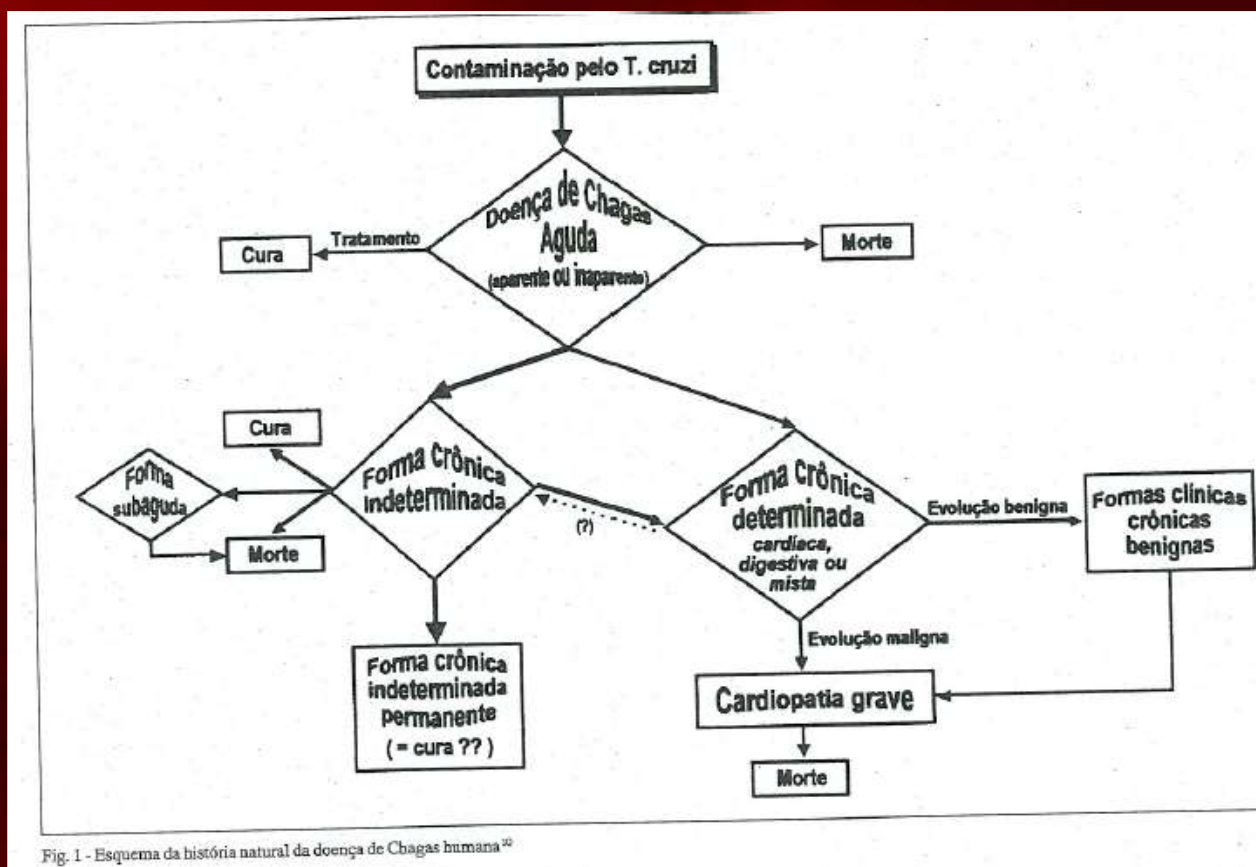 Contaminação pelo T. cruzi
Doença de Chagas
Aguda
(aparente ou inaparente)
Tratamento
Cura
Morte
Cura
Forma
subaguda
Morte
Forma crônica
indeterminada
(?)
Forma crônica
determinada
cardíaca,
digestiva ou
mista
Evolução benigna
Formas clínicas
crônicas
benignas
Evolução maligna
Forma crônica
indeterminada
permanente
( = cura ?? )
Cardiopatia grave
Morte
Fig. 1 - Esquema da história natural da doença de Chagas humana